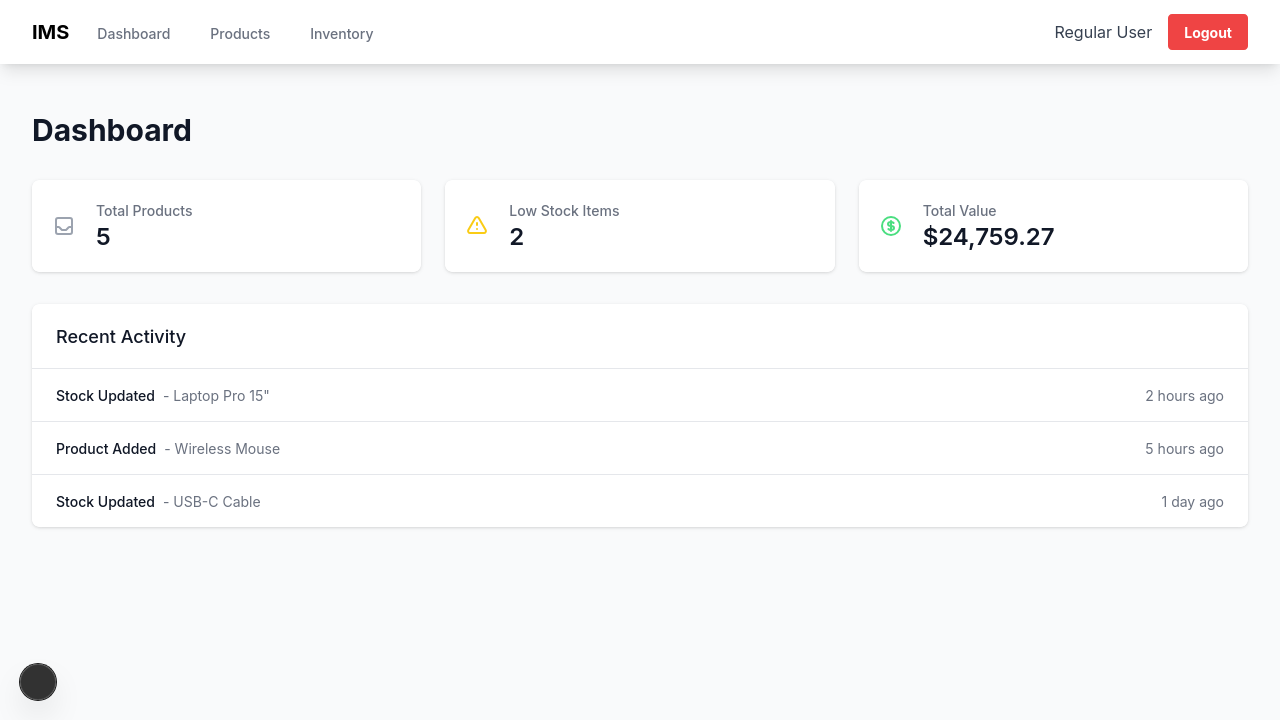 IMS Dashboard Products Inventory Regular User Logout
Dashboard
Total Products
5
Low Stock Items
2
Total Value
$24,759.27
Recent Activity
Stock Updated - Laptop Pro 15" 2 hours ago
Product Added - Wireless Mouse 5 hours ago
Stock Updated - USB-C Cable 1 day ago